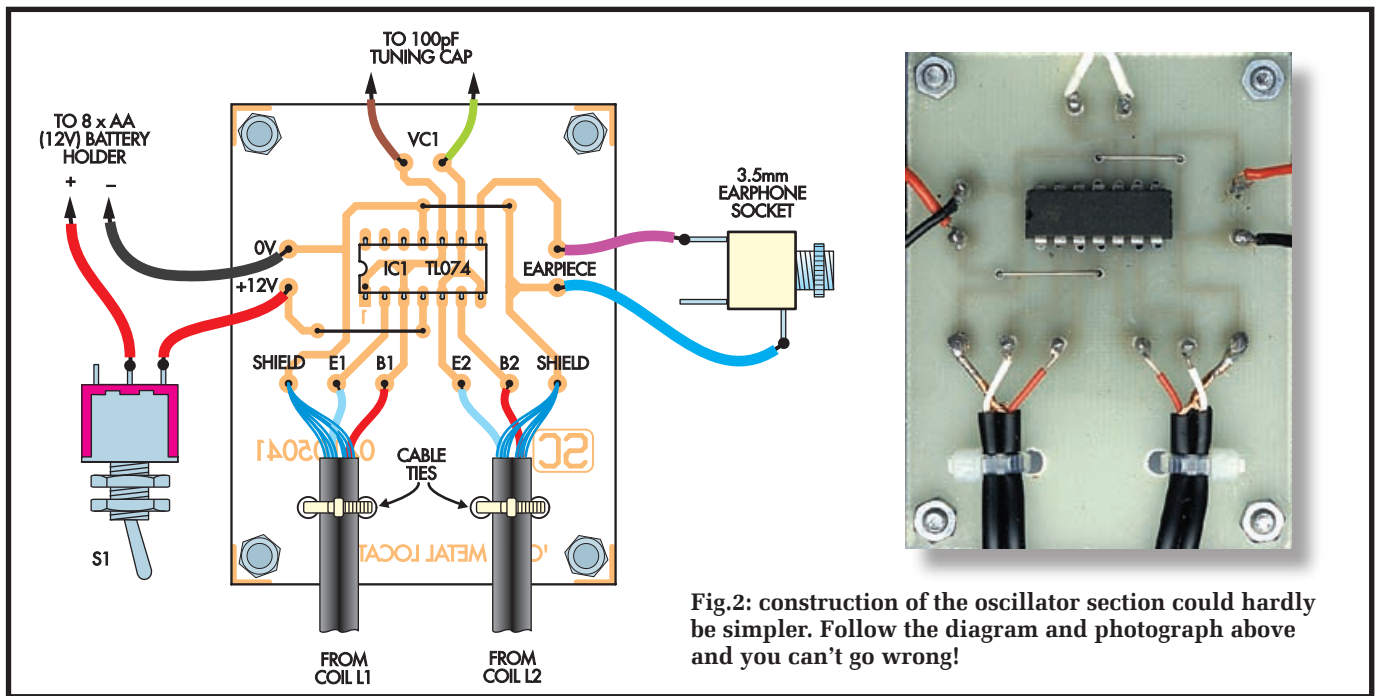 TO 100pF
TUNING CAP
TO 8 x AA
(12V) BATTERY
HOLDER
+ –
VC1
3.5mm
EARPHONE
SOCKET
0V
+12V
IC1 TL074
1
EARPIECE
SHIELD E1 B1 E2 B2 SHIELD
SC
CABLE
TIES
S1
METAL LOCAT
FROM
COIL L1
FROM
COIL L2
Fig.2: construction of the oscillator section could hardly
be simpler. Follow the diagram and photograph above
and you can't go wrong!